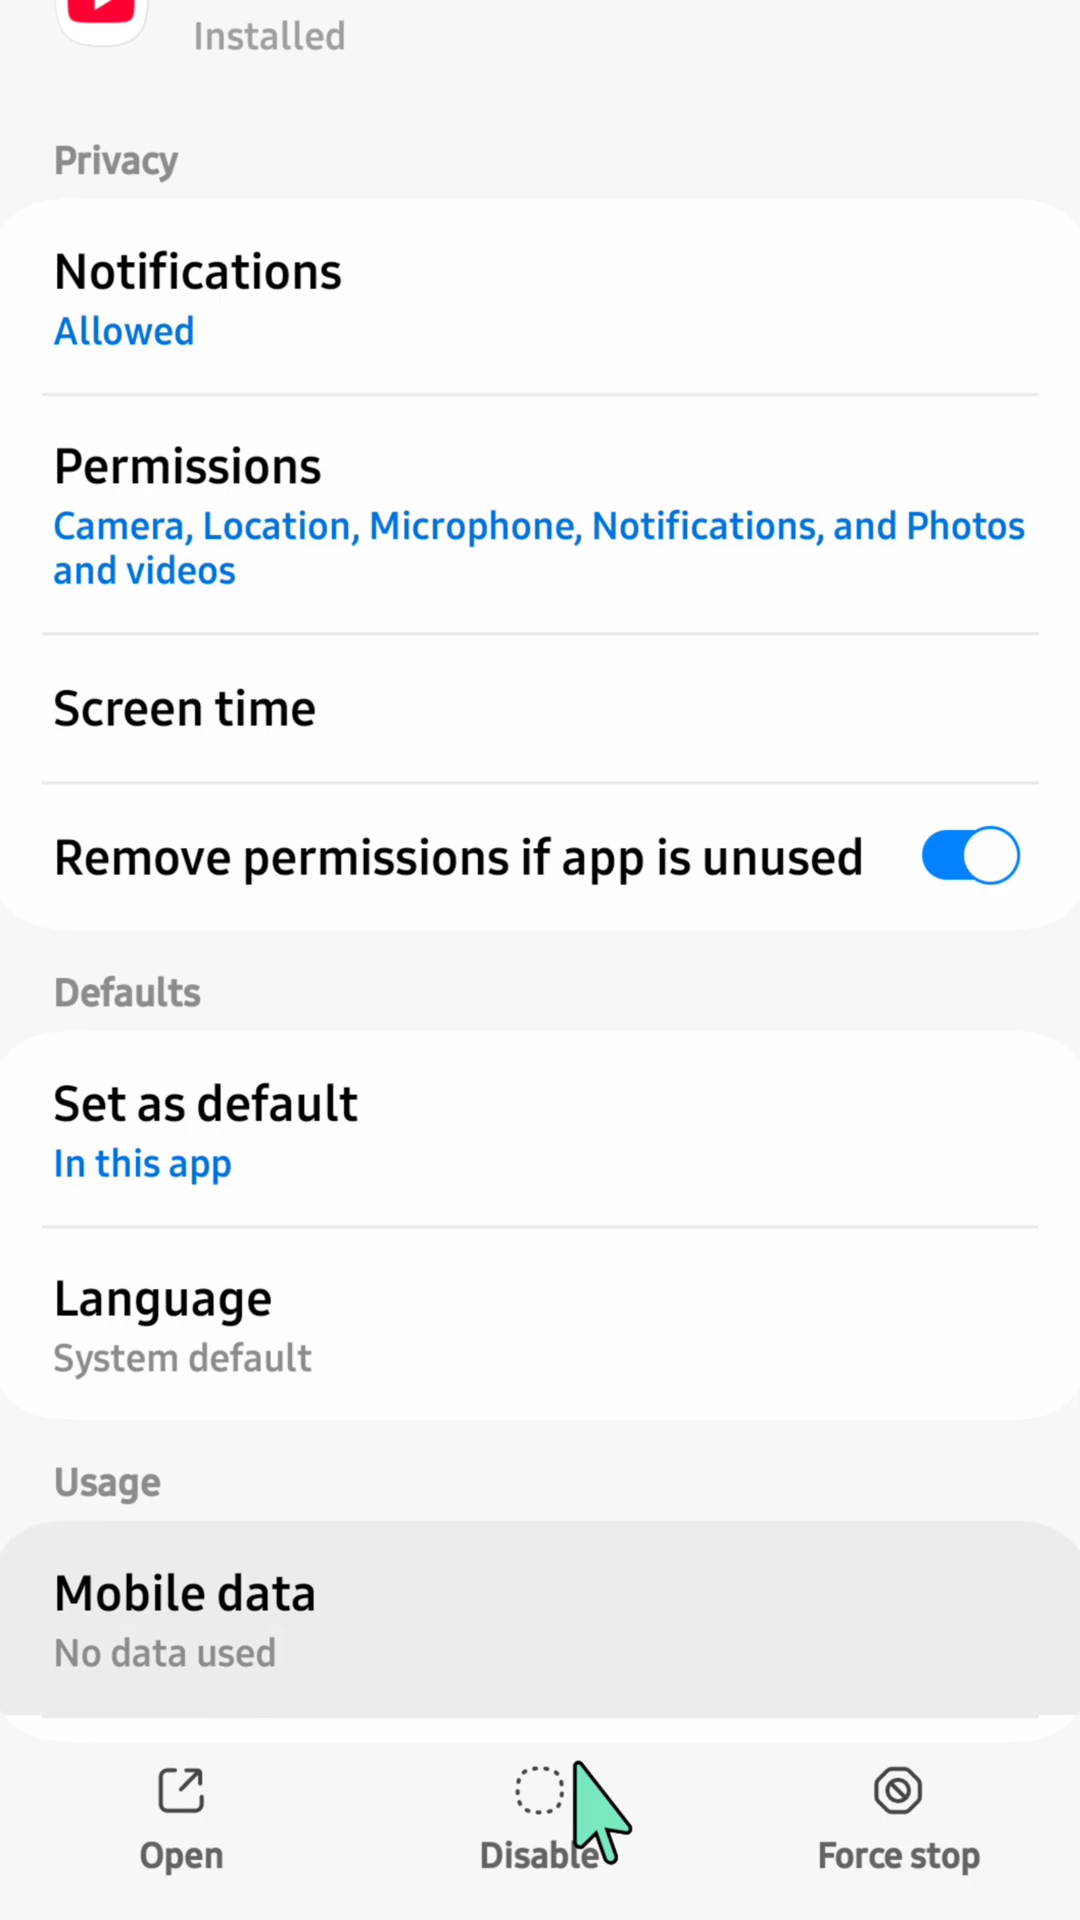 Installed
Privacy
Notifications
Allowed
Permissions
Camera, Location, Microphone, Notifications, and Photos
and videos
Screen time
Remove permissions if app is unused
Defaults
Set as default
In this app
Language
System default
Usage
Mobile data
No data used
Open
Disable
Force stop